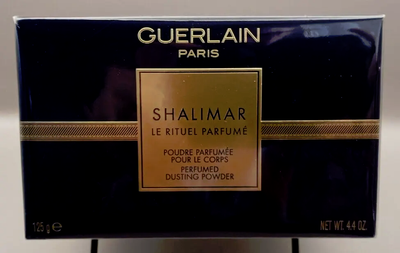 GUERLAIN
PARIS
SHALIMAR
LE RITUEL PARFUMÉ
POUDRE PARFUMÉE
POUR LE CORPS
PERFUMED
DUSTING POWDER
125 g ℮
NET WT. 4.4 OZ.